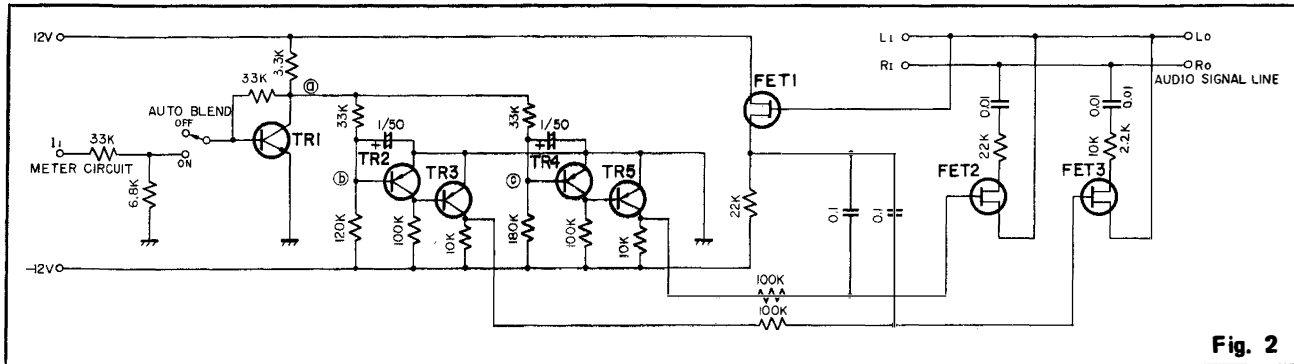 12V
3.3K
33K
ⓐ
AUTO BLEND
OFF
ON
TR1
I1
33K
METER CIRCUIT
6.8K
33K
1/50
+
TR2
TR3
ⓑ
120K
100K
10K
33K
1/50
+
TR4
TR5
ⓒ
180K
100K
10K
-12V
FET1
22K
0.1
0.1
100K
100K
LI
LO
RI
RO
AUDIO SIGNAL LINE
0.01
22K
FET2
0.01
0.01
10K
2.2K
FET3
Fig. 2